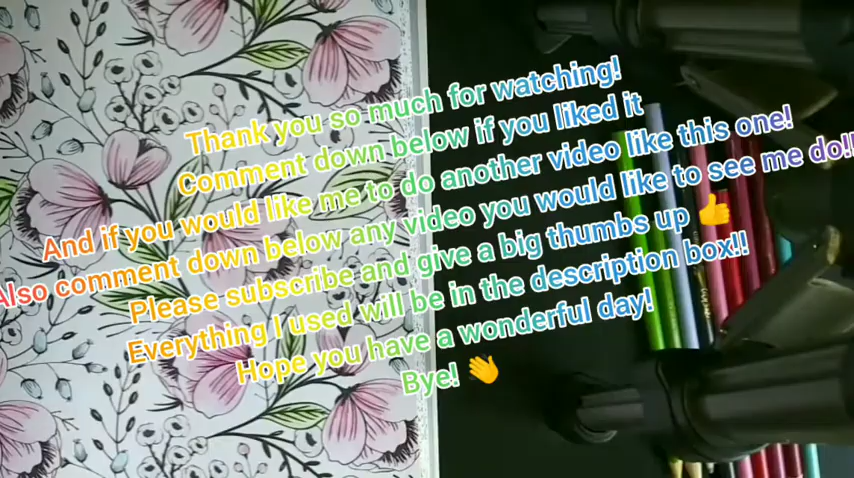 Thank you so much for watching!
Comment down below if you liked it
And if you would like me to do another video like this one!
Also comment down below any video you would like to see me do!!
Please subscribe and give a big thumbs up 👍
Everything I used will be in the description box!!
Hope you have a wonderful day!
Bye! 👋